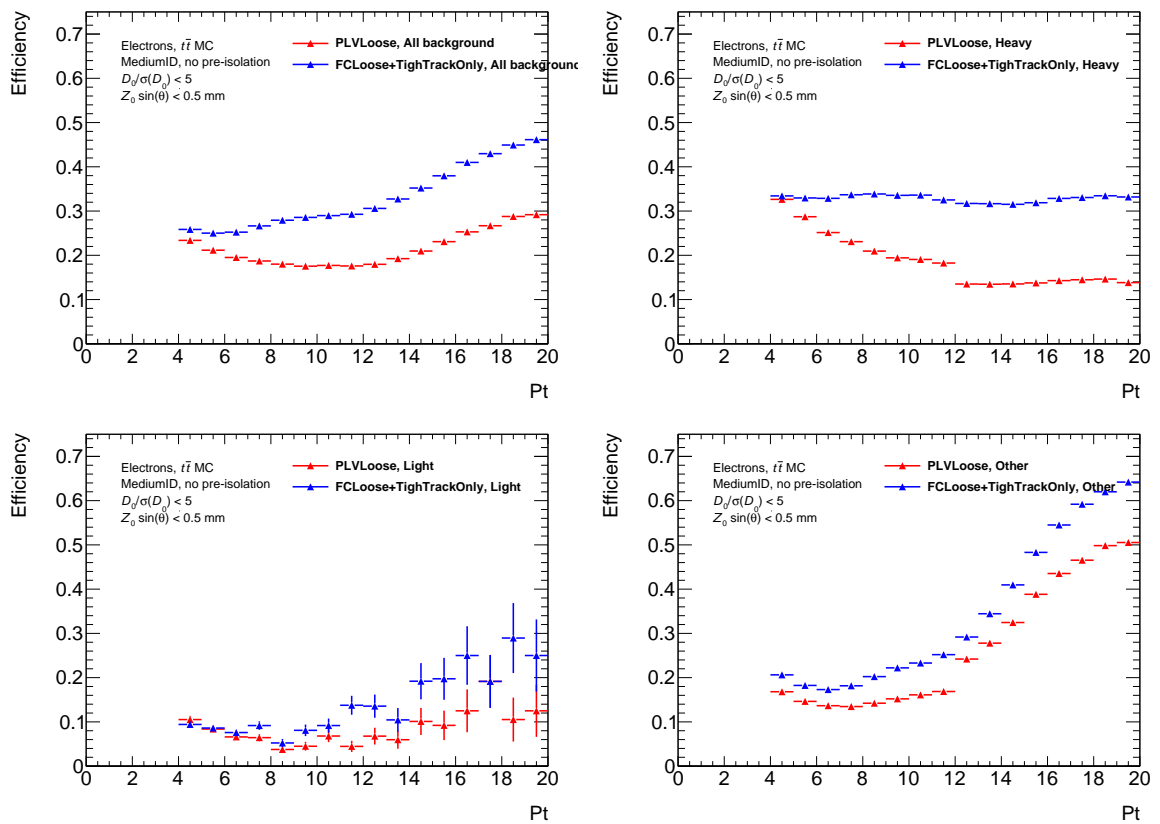 Efficiency
0.7
0.6
0.5
0.4
0.3
0.2
0.1
0
Electrons, tt̄ MC
MediumID, no pre-isolation
D₀/σ(D₀) < 5
Z₀ sin(θ) < 0.5 mm
PLVLoose, All background
FCLoose+TighTrackOnly, All background
0 2 4 6 8 10 12 14 16 18 20
Pt
Efficiency
0.7
0.6
0.5
0.4
0.3
0.2
0.1
0
Electrons, tt̄ MC
MediumID, no pre-isolation
D₀/σ(D₀) < 5
Z₀ sin(θ) < 0.5 mm
PLVLoose, Heavy
FCLoose+TighTrackOnly, Heavy
0 2 4 6 8 10 12 14 16 18 20
Pt
Efficiency
0.7
0.6
0.5
0.4
0.3
0.2
0.1
0
Electrons, tt̄ MC
MediumID, no pre-isolation
D₀/σ(D₀) < 5
Z₀ sin(θ) < 0.5 mm
PLVLoose, Light
FCLoose+TighTrackOnly, Light
0 2 4 6 8 10 12 14 16 18 20
Pt
Efficiency
0.7
0.6
0.5
0.4
0.3
0.2
0.1
0
Electrons, tt̄ MC
MediumID, no pre-isolation
D₀/σ(D₀) < 5
Z₀ sin(θ) < 0.5 mm
PLVLoose, Other
FCLoose+TighTrackOnly, Other
0 2 4 6 8 10 12 14 16 18 20
Pt